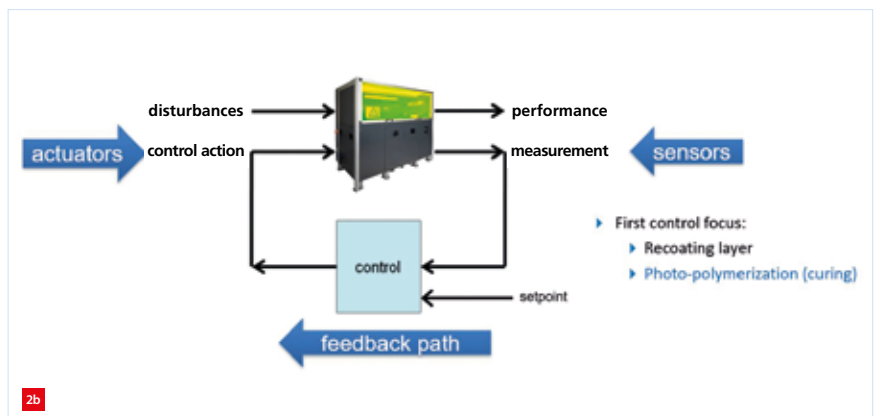 disturbances
performance
actuators
control action
measurement
sensors
First control focus:
Recoating layer
Photo-polymerization (curing)
control
setpoint
feedback path
2b